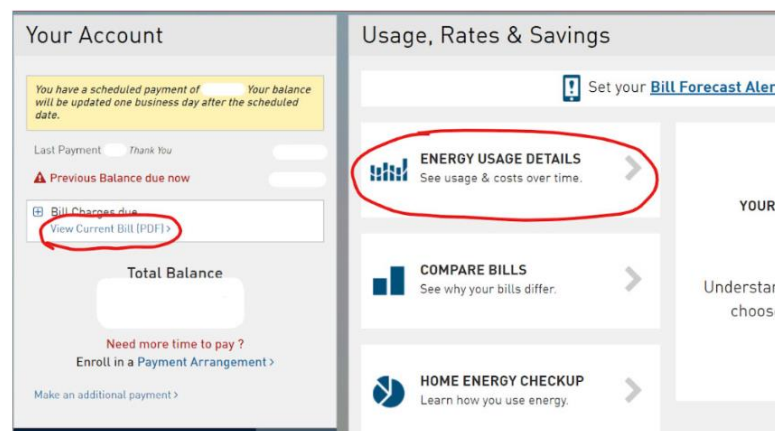 Your Account
You have a scheduled payment of Your balance
will be updated one business day after the scheduled
date.
Last Payment Thank You
Previous Balance due now
Bill Charges due
View Current Bill (PDF) >
Total Balance
Need more time to pay ?
Enroll in a Payment Arrangement >
Make an additional payment >
Usage, Rates & Savings
Set your Bill Forecast Aler
ENERGY USAGE DETAILS
See usage & costs over time.
COMPARE BILLS
See why your bills differ.
HOME ENERGY CHECKUP
Learn how you use energy.
YOUR
Understan
choose